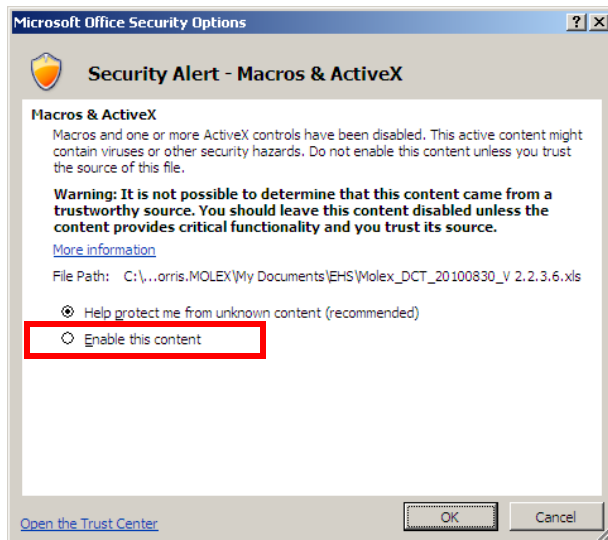 Microsoft Office Security Options
Security Alert - Macros & ActiveX
Macros & ActiveX
Macros and one or more ActiveX controls have been disabled. This active content might
contain viruses or other security hazards. Do not enable this content unless you trust
the source of this file.
Warning: It is not possible to determine that this content came from a
trustworthy source. You should leave this content disabled unless the
content provides critical functionality and you trust its source.
More information
File Path: C:\...orris.MOLEX\My Documents\EHS\Molex_DCT_20100830_V 2.2.3.6.xls
Help protect me from unknown content (recommended)
Enable this content
Open the Trust Center
OK
Cancel